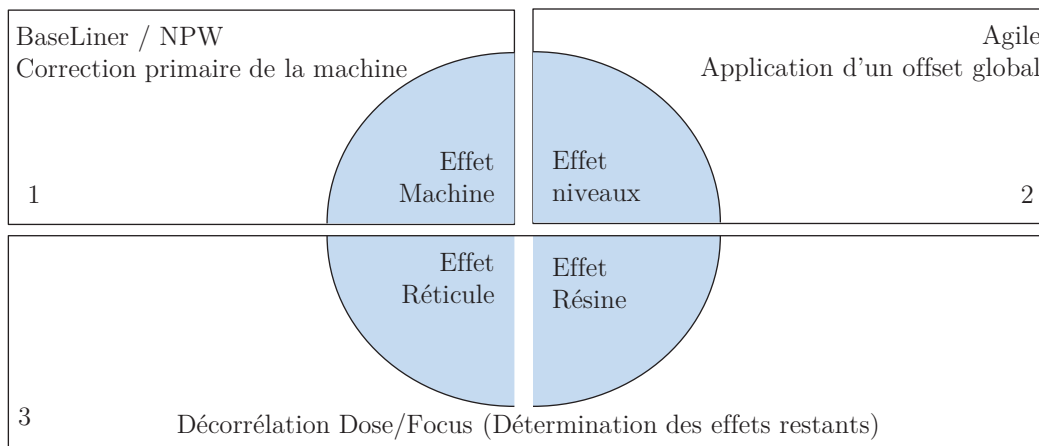 BaseLiner / NPW
Correction primaire de la machine
Effet
Machine
1
Agile
Application d'un offset global
Effet
niveaux
2
Effet
Réticule
Effet
Résine
3
Décorrélation Dose/Focus (Détermination des effets restants)